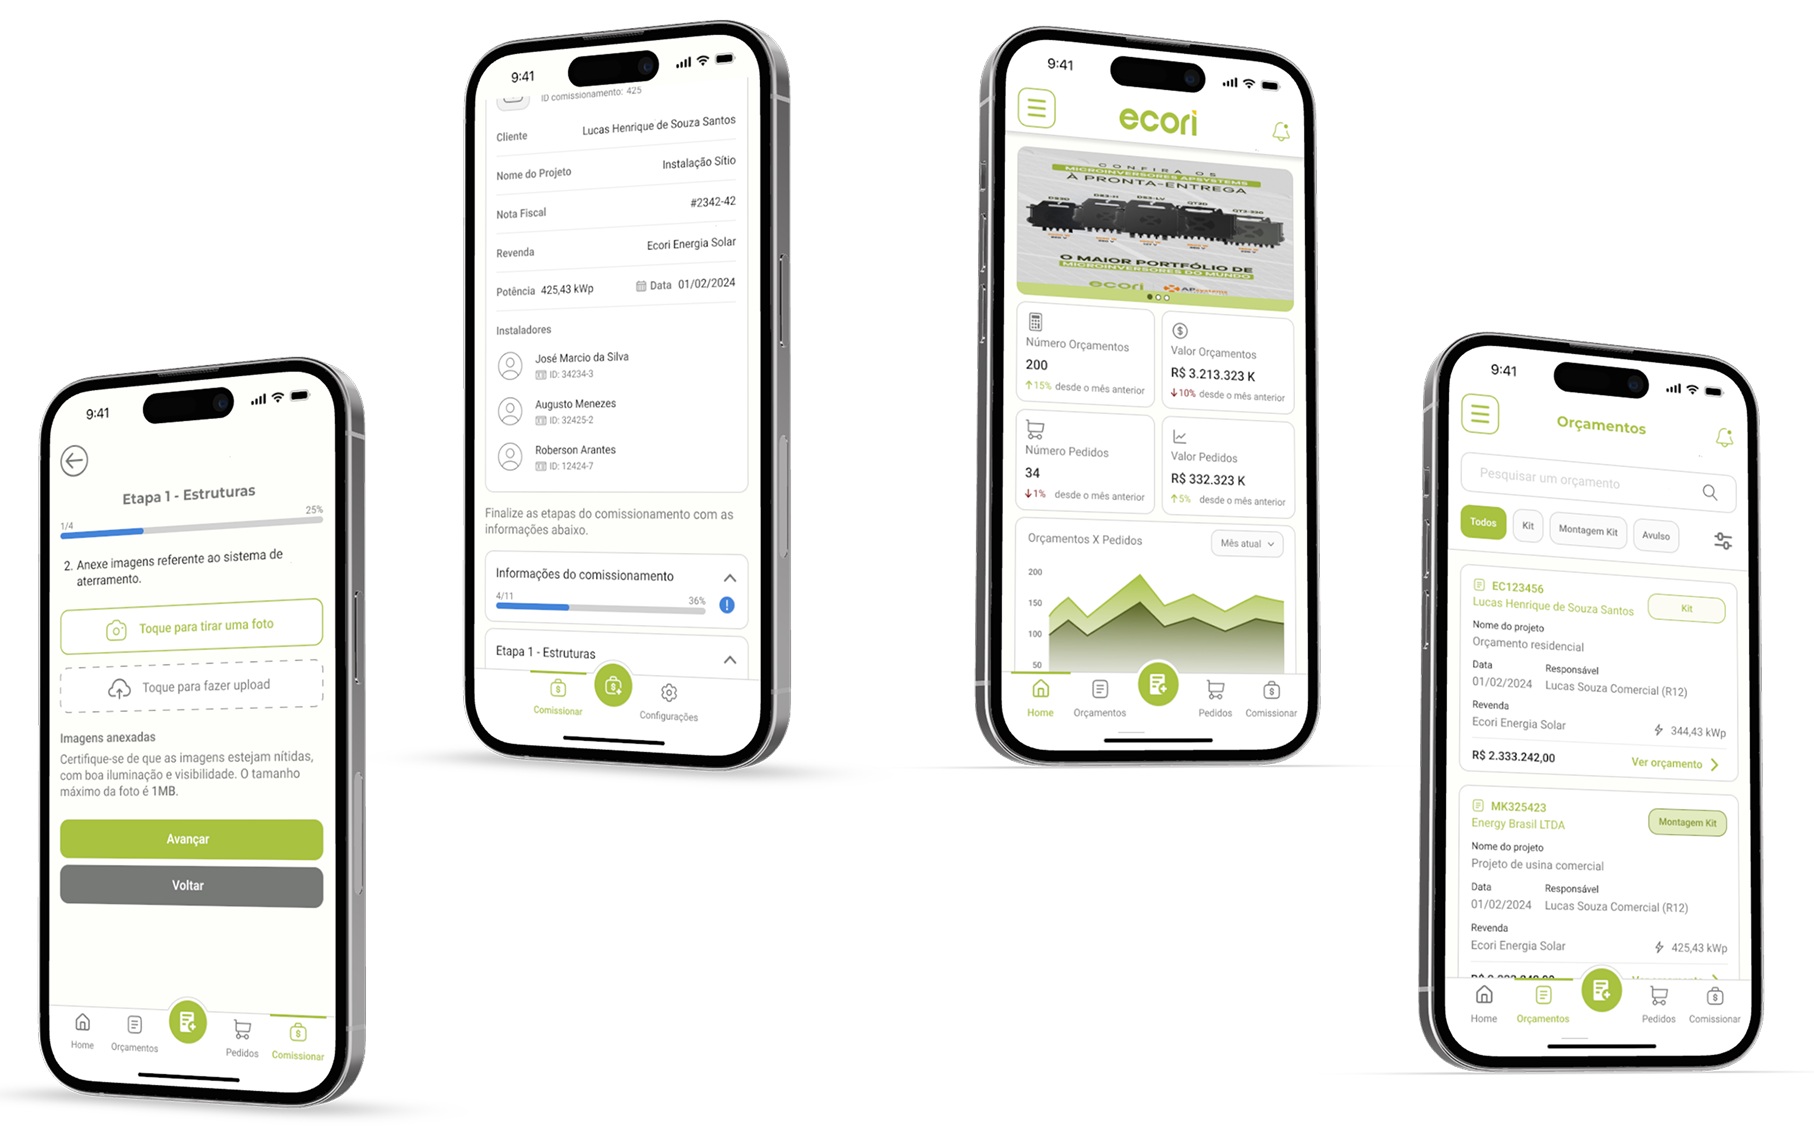 9:41
Etapa 1 - Estruturas
1/4
25%
2. Anexe imagens referente ao sistema de
aterramento.
Toque para tirar uma foto
Toque para fazer upload
Imagens anexadas
Certifique-se de que as imagens estejam nítidas,
com boa iluminação e visibilidade. O tamanho
máximo da foto é 1MB.
Avançar
Voltar
Home
Orçamentos
Pedidos
Comissionar
9:41
ID comissionamento: 425
Cliente Lucas Henrique de Souza Santos
Nome do Projeto Instalação Sítio
Nota Fiscal #2342-42
Revenda Ecori Energia Solar
Potência 425,43 kWp Data 01/02/2024
Instaladores
José Marcio da Silva
ID: 34234-3
Augusto Menezes
ID: 32425-2
Roberson Arantes
ID: 12424-7
Finalize as etapas do comissionamento com as
informações abaixo.
Informações do comissionamento
4/11
36%
Etapa 1 - Estruturas
Comissionar
Configurações
9:41
ecori
CONFIRA OS
MICROINVERSORES APSYSTEMS
À PRONTA-ENTREGA
DS3D
DS3-H
DS3-LV
QT2D
O MAIOR PORTFÓLIO DE
MICROINVERSORES DO MUNDO
ecori
APsystems
Número Orçamentos
200
15% desde o mês anterior
Valor Orçamentos
R$ 3.213.323 K
10% desde o mês anterior
Número Pedidos
34
1% desde o mês anterior
Valor Pedidos
R$ 332.323 K
5% desde o mês anterior
Orçamentos X Pedidos
Mês atual
200
150
100
50
Home
Orçamentos
Pedidos
Comissionar
9:41
Orçamentos
Pesquisar um orçamento
Todos
Kit
Montagem Kit
Avulso
EC123456
Lucas Henrique de Souza Santos
Kit
Nome do projeto
Orçamento residencial
Data Responsável
01/02/2024 Lucas Souza Comercial (R12)
Revenda
Ecori Energia Solar 344,43 kWp
R$ 2.333.242,00 Ver orçamento
MK325423
Energy Brasil LTDA
Montagem Kit
Nome do projeto
Projeto de usina comercial
Data Responsável
01/02/2024 Lucas Souza Comercial (R12)
Revenda
Ecori Energia Solar 425,43 kWp
Home
Orçamentos
Pedidos
Comissionar